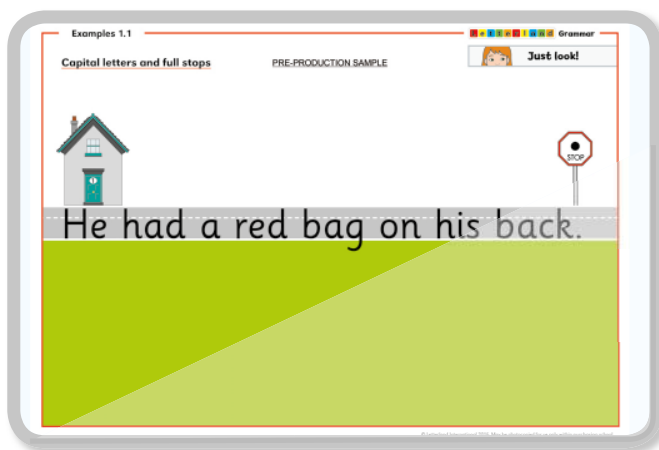 Examples 1.1
Letterland Grammar
Capital letters and full stops
PRE-PRODUCTION SAMPLE
Just look!
STOP
He had a red bag on his back.